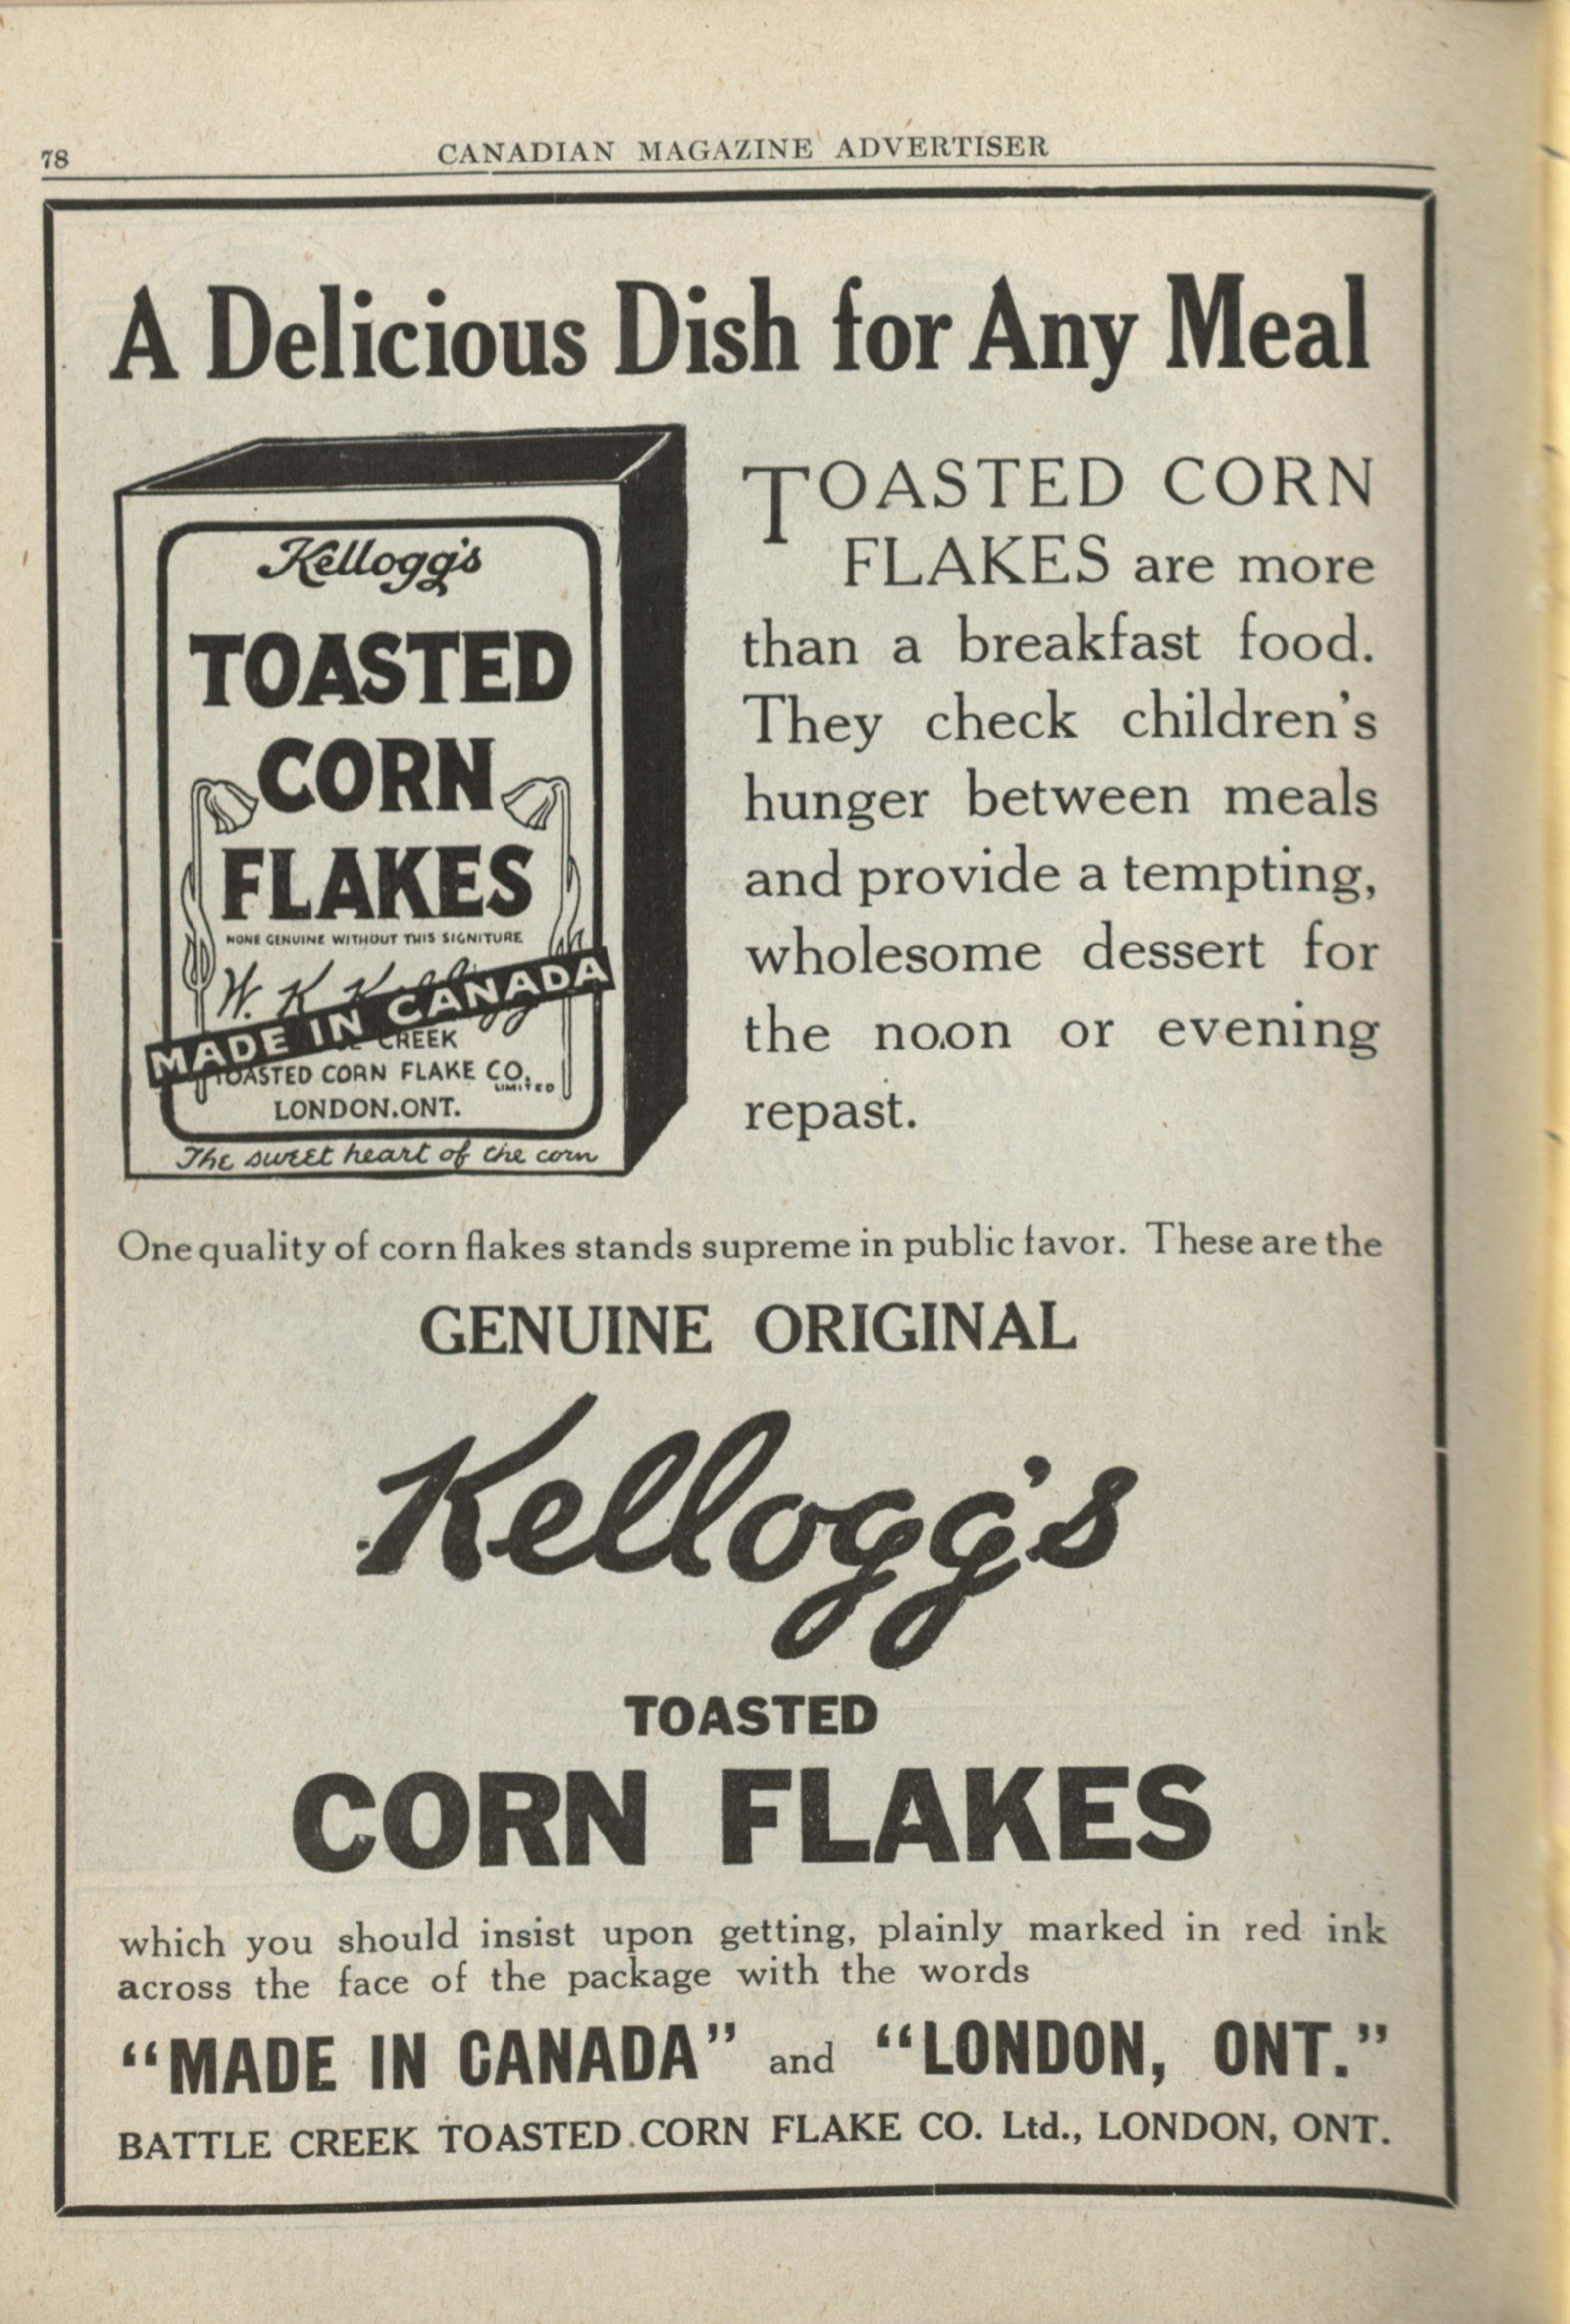 78
CANADIAN MAGAZINE ADVERTISER
A Delicious Dish for Any Meal
Kellogg's
TOASTED
CORN
FLAKES
NONE GENUINE WITHOUT THIS SIGNITURE
W. K. Kellogg
MADE IN CANADA
CREEK
TOASTED CORN FLAKE CO.
LIMITED
LONDON.ONT.
The sweet heart of the corn
TOASTED CORN
FLAKES are more
than a breakfast food.
They check children's
hunger between meals
and provide a tempting,
wholesome dessert for
the noon or evening
repast.
One quality of corn flakes stands supreme in public favor. These are the
GENUINE ORIGINAL
Kellogg's
TOASTED
CORN FLAKES
which you should insist upon getting, plainly marked in red ink
across the face of the package with the words
“MADE IN CANADA” and “LONDON, ONT.”
BATTLE CREEK TOASTED CORN FLAKE CO. Ltd., LONDON, ONT.